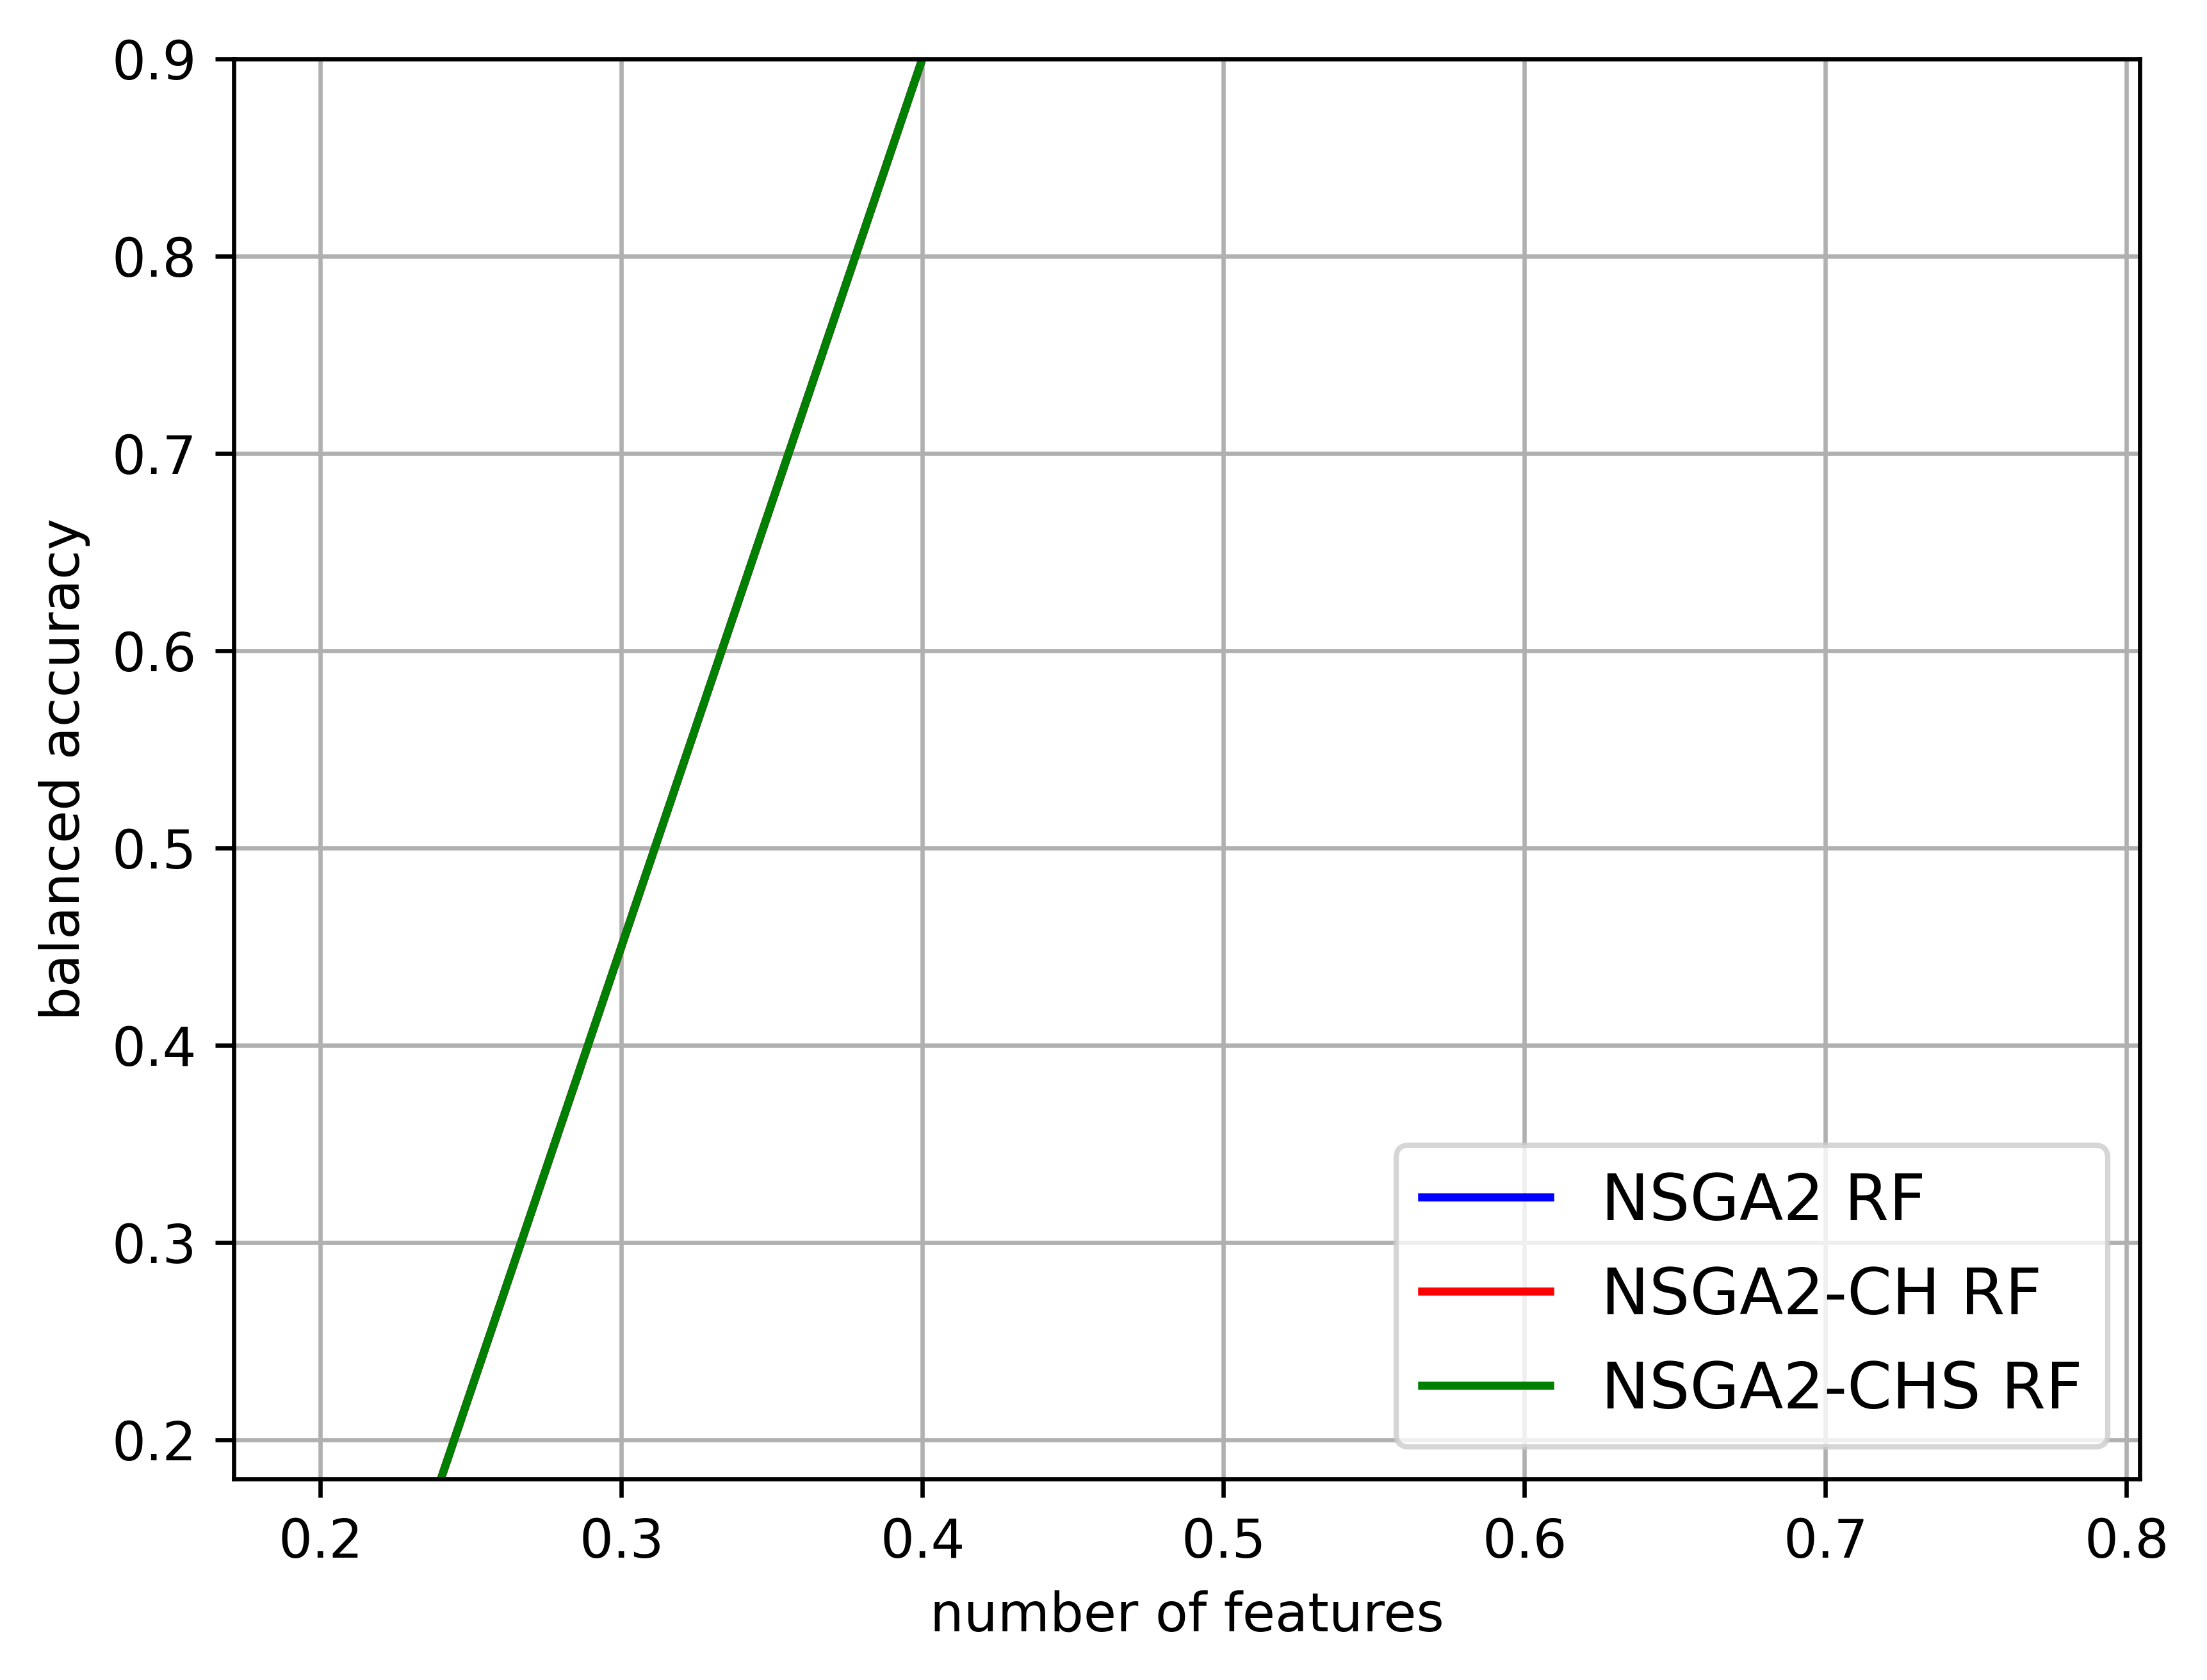 0.9
0.8
0.7
0.6
0.5
0.4
0.3
0.2
balanced accuracy
NSGA2 RF
NSGA2-CH RF
NSGA2-CHS RF
0.2 0.3 0.4 0.5 0.6 0.7 0.8
number of features